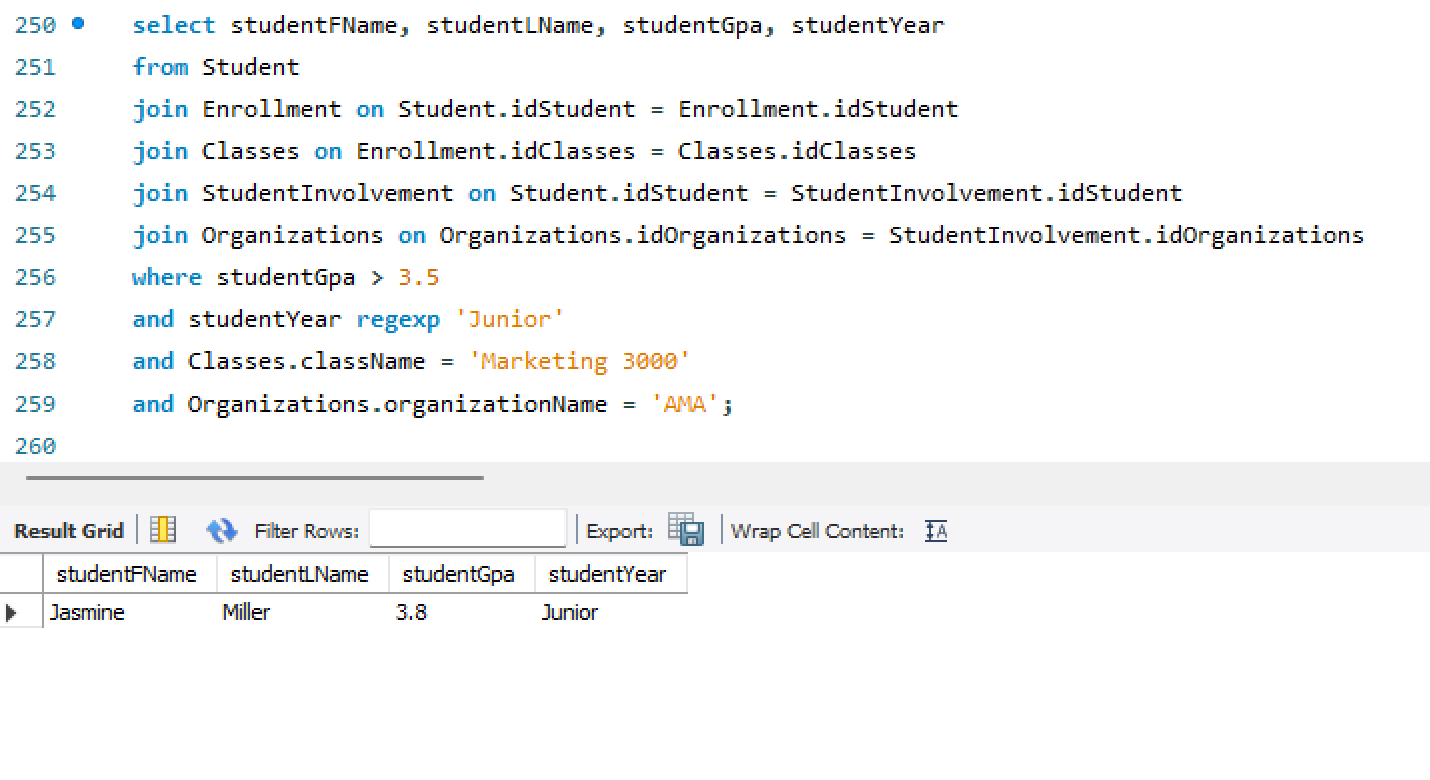 250 select studentFName, studentLName, studentGpa, studentYear
251 from Student
252 join Enrollment on Student.idStudent = Enrollment.idStudent
253 join Classes on Enrollment.idClasses = Classes.idClasses
254 join StudentInvolvement on Student.idStudent = StudentInvolvement.idStudent
255 join Organizations on Organizations.idOrganizations = StudentInvolvement.idOrganizations
256 where studentGpa > 3.5
257 and studentYear regexp 'Junior'
258 and Classes.className = 'Marketing 3000'
259 and Organizations.organizationName = 'AMA';
260
Result Grid Filter Rows: Export: Wrap Cell Content: IA
studentFName studentLName studentGpa studentYear
Jasmine Miller 3.8 Junior